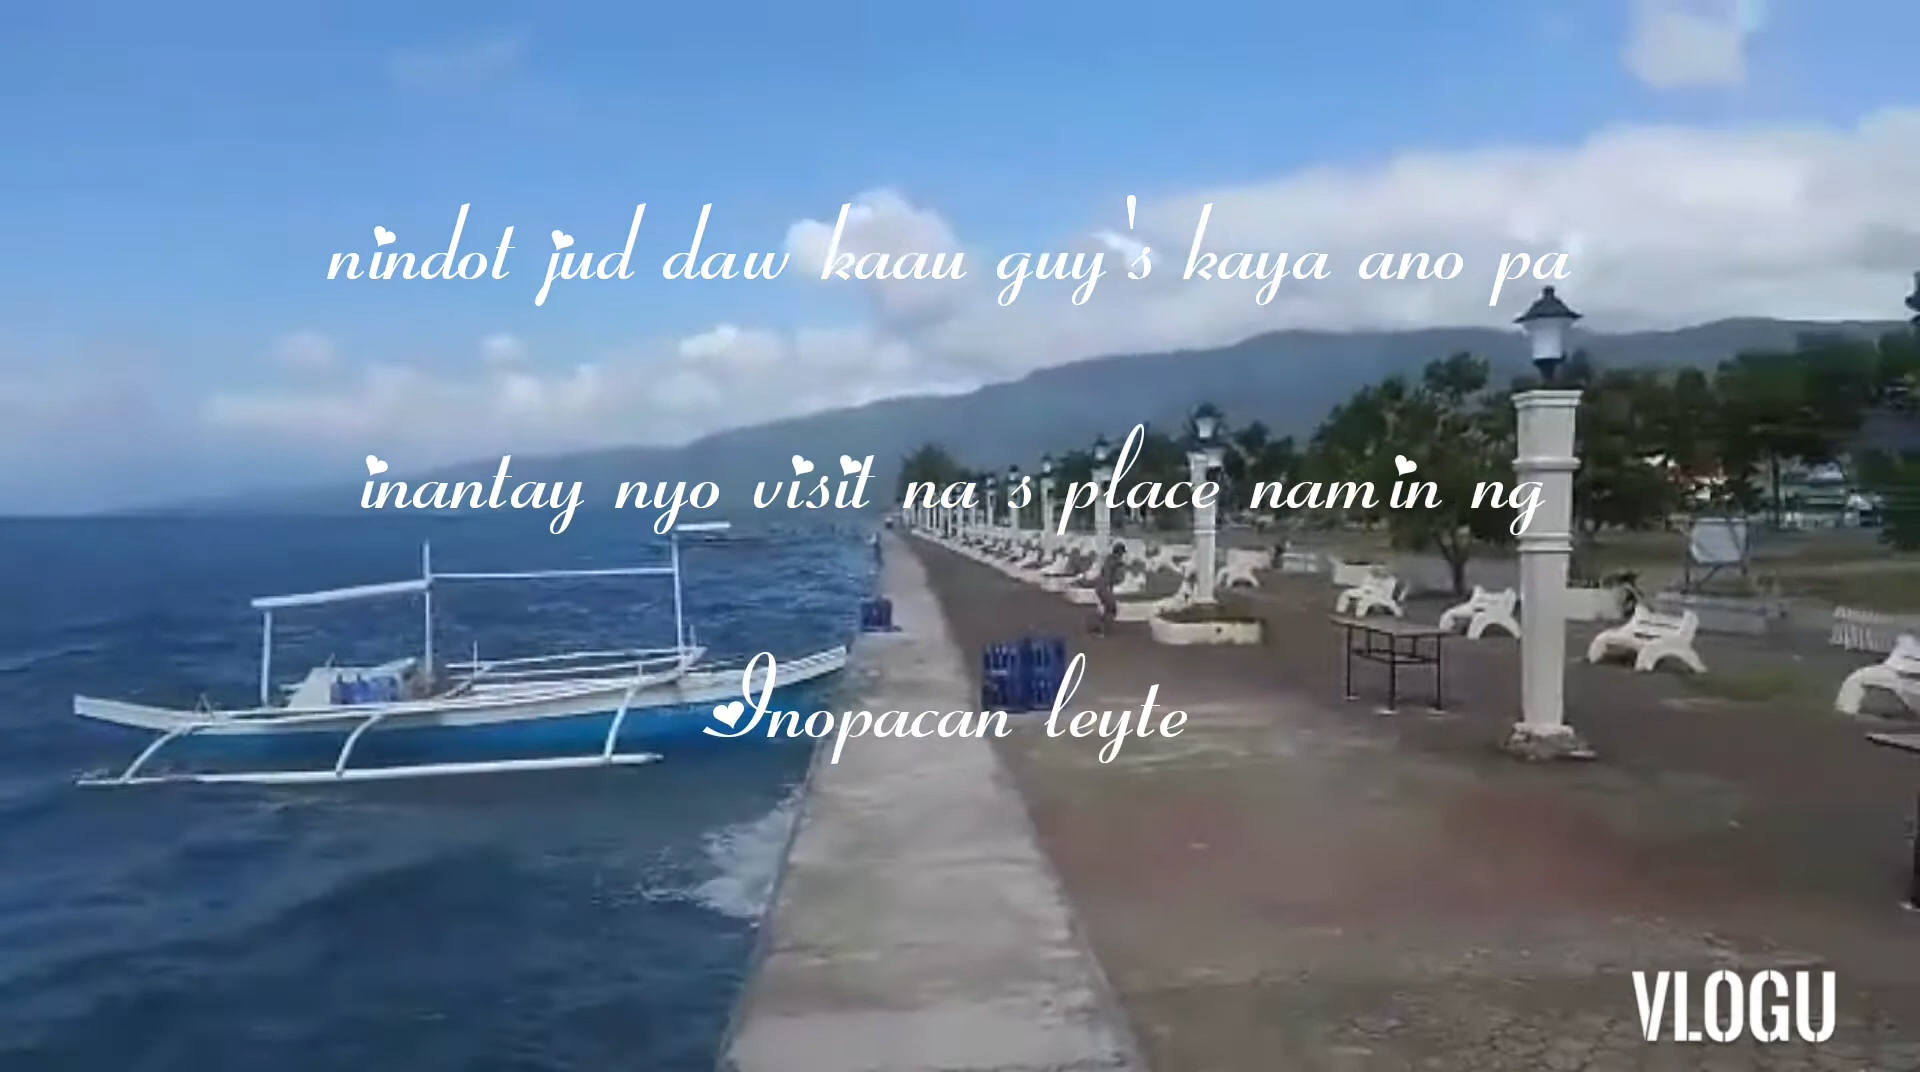 nindot jud daw kaau guy's kaya ano pa
inantay nyo visit na s place namin ng
Inopacan leyte
VLOGU